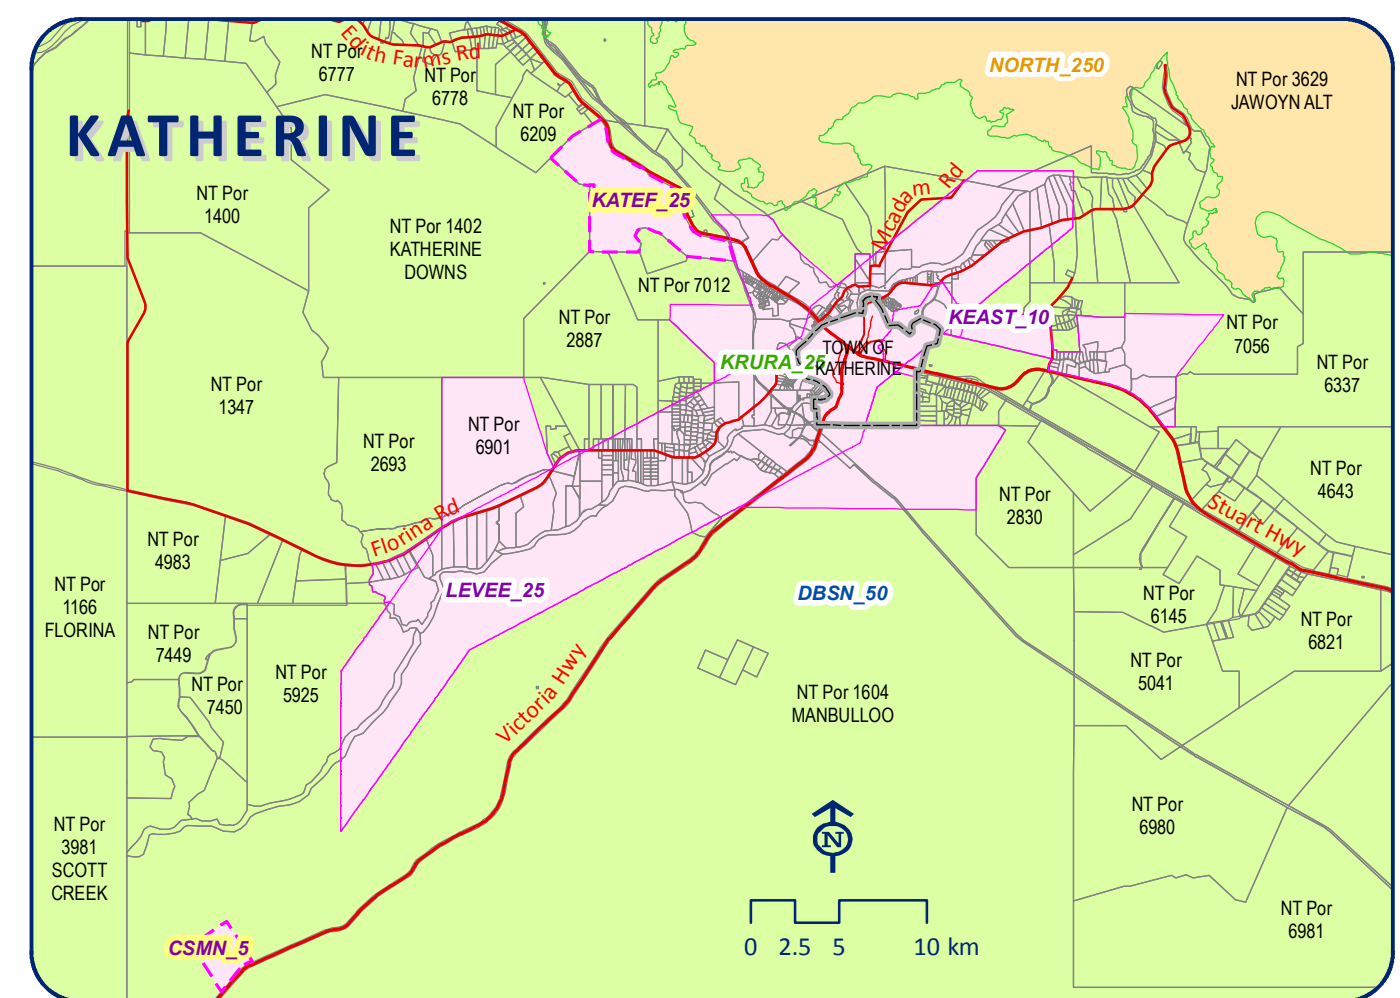 NORTH_250
NT Por 3629
JAWOYN ALT
Edith Farms Rd
NT Por
6777
NT Por
6778
NT Por
6209
KATHERINE
KATEF_25
Mcadam Rd
NT Por
1400
NT Por 1402
KATHERINE
DOWNS
NT Por 7012
NT Por
2887
KEAST_10
NT Por
7056
TOWN OF
KATHERINE
KRURA_25
NT Por
6337
NT Por
1347
NT Por
2693
NT Por
6901
NT Por
4643
NT Por
2830
Stuart Hwy
Florina Rd
NT Por
4983
NT Por
1166
FLORINA
LEVEE_25
DBSN_50
NT Por
6145
NT Por
6821
NT Por
7449
NT Por
7450
NT Por
5925
NT Por
5041
Victoria Hwy
NT Por 1604
MANBULLOO
NT Por
3981
SCOTT
CREEK
N
NT Por
6980
NT Por
6981
CSMN_5
0 2.5 5 10 km